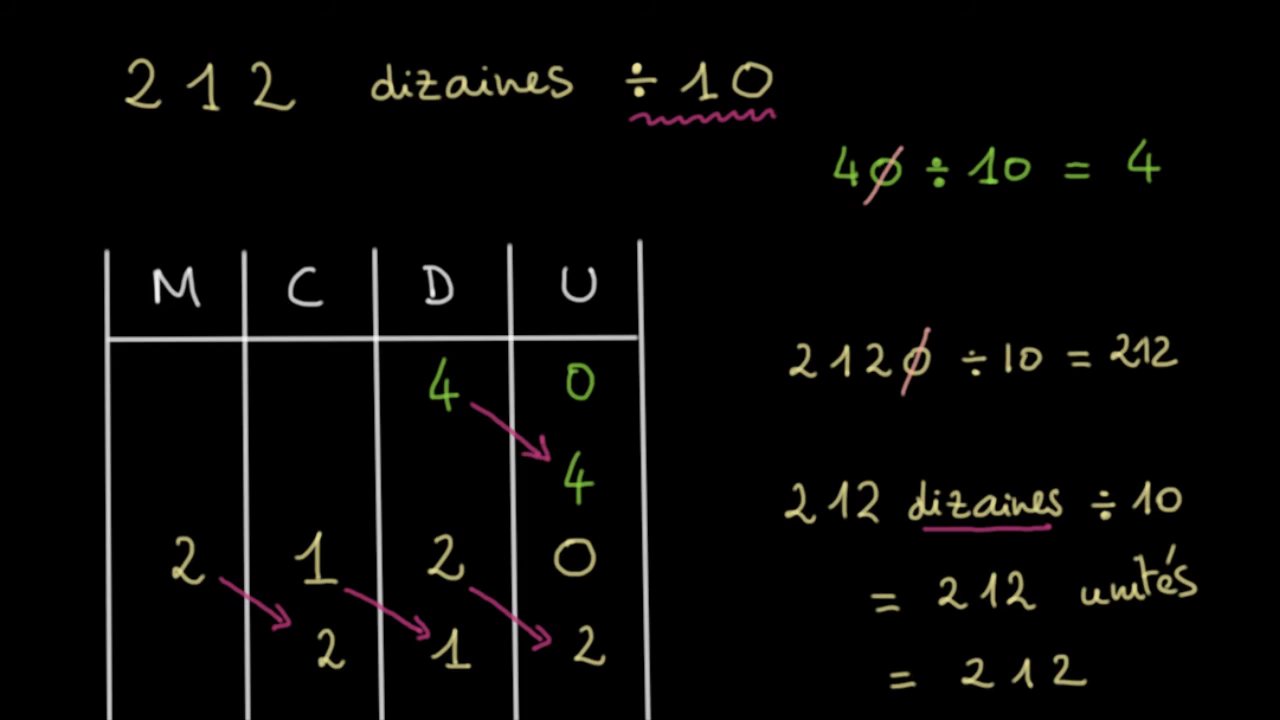 212 dizaines ÷10
40 ÷ 10 = 4
M C D U
4 0
4
2 1 2 0
2 1 2
2120 ÷ 10 = 212
212 dizaines ÷ 10
= 212 unités
= 212